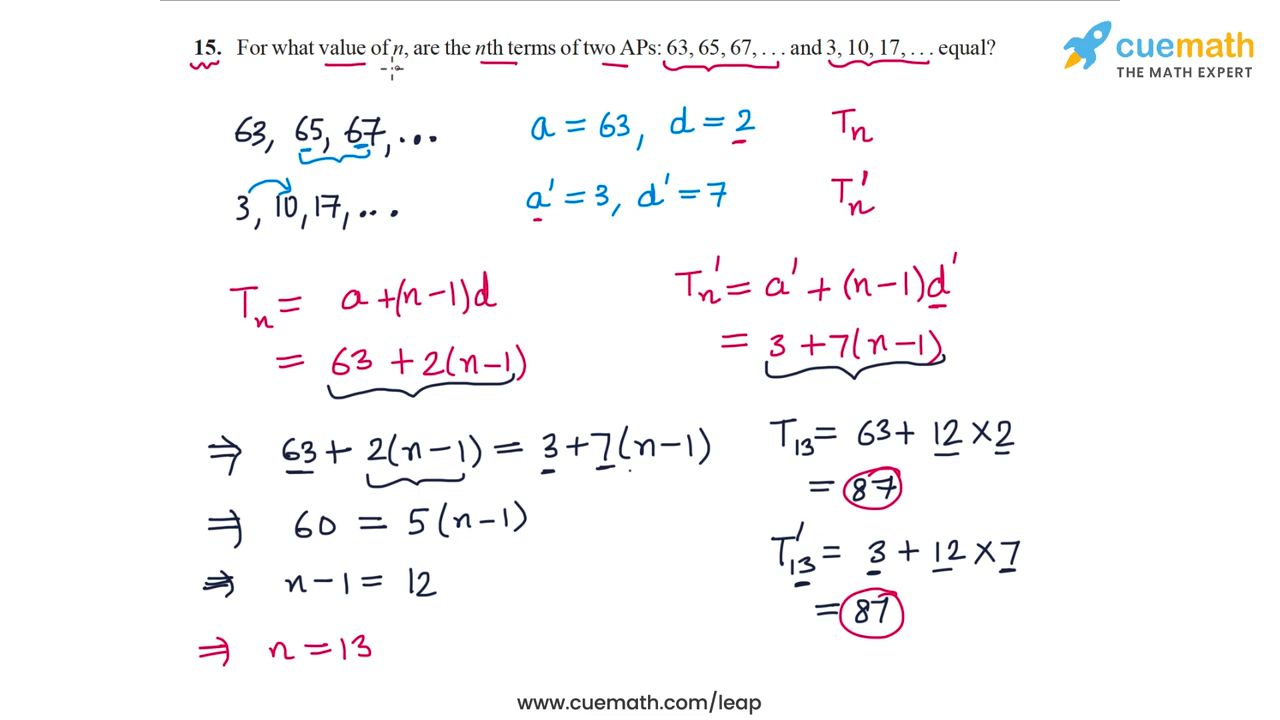 15. For what value of n, are the nth terms of two APs: 63, 65, 67, . . . and 3, 10, 17, . . . equal?
cuemath
THE MATH EXPERT
63, 65, 67, ... a = 63, d = 2 Tn
3, 10, 17, ... a' = 3, d' = 7 Tn'
Tn = a + (n-1)d
= 63 + 2(n-1)
Tn' = a' + (n-1)d'
= 3 + 7(n-1)
⇒ 63 + 2(n-1) = 3 + 7(n-1)
⇒ 60 = 5(n-1)
⇒ n-1 = 12
⇒ n = 13
T13 = 63 + 12 × 2
= 87
T13' = 3 + 12 × 7
= 87
www.cuemath.com/leap